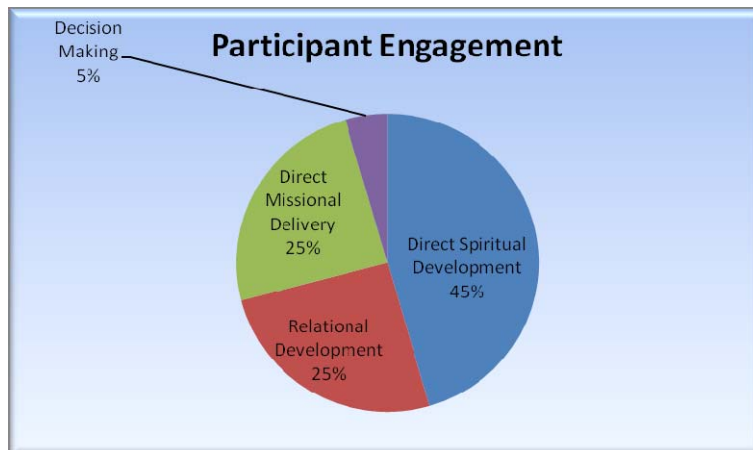 Participant Engagement
Decision
Making
5%
Direct
Missional
Delivery
25%
Direct Spiritual
Development
45%
Relational
Development
25%